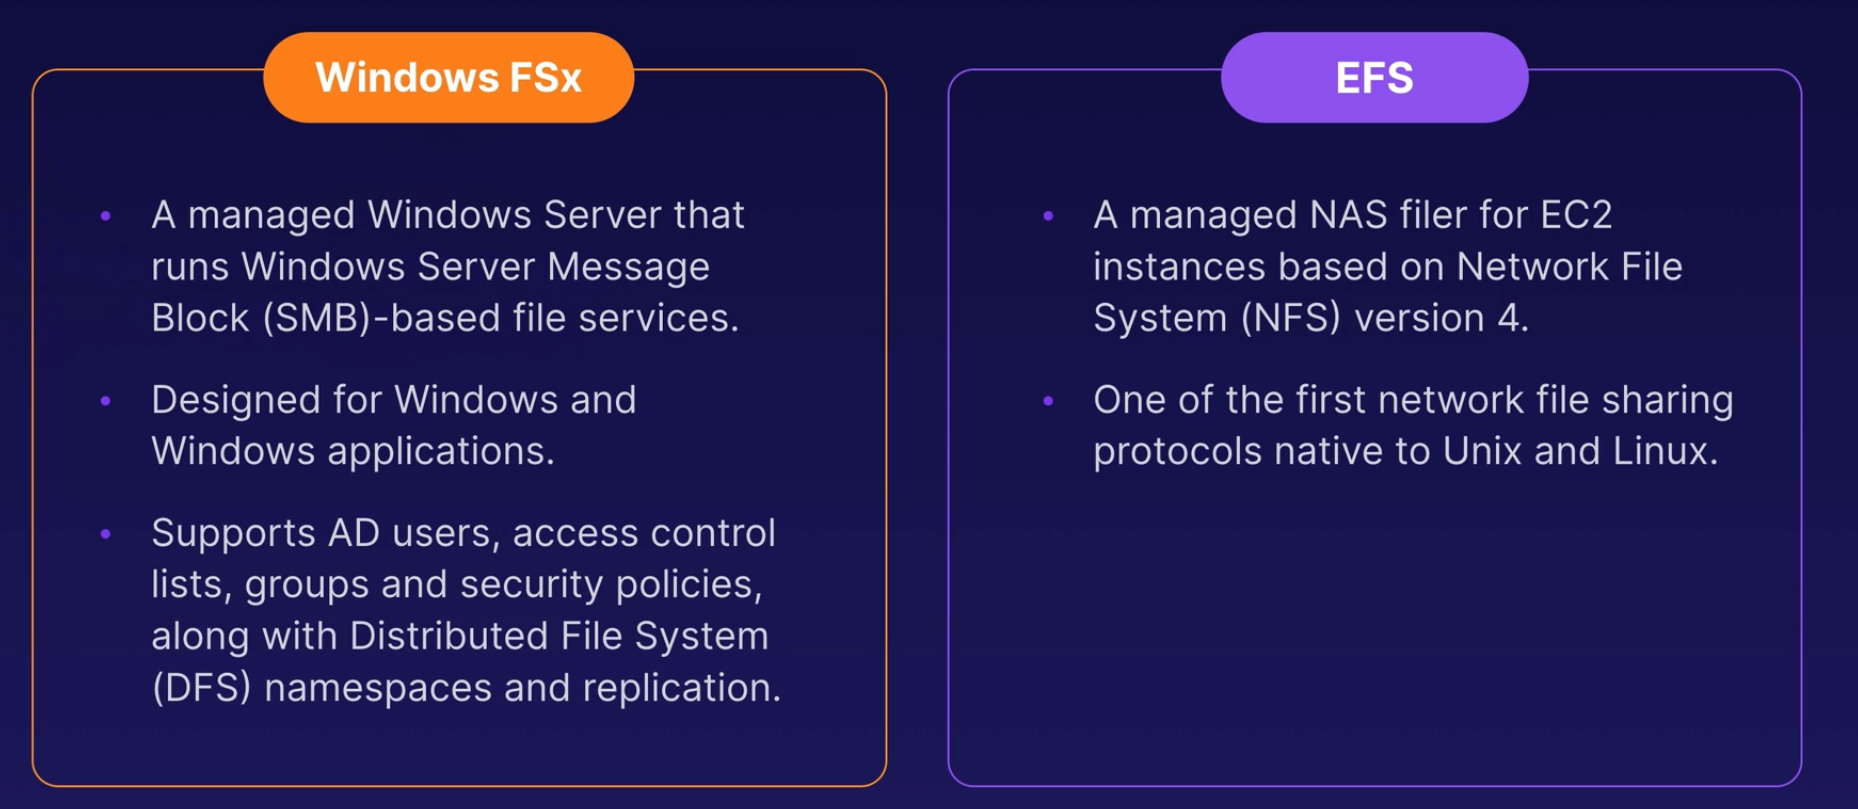 Windows FSx
• A managed Windows Server that
runs Windows Server Message
Block (SMB)-based file services.
• Designed for Windows and
Windows applications.
• Supports AD users, access control
lists, groups and security policies,
along with Distributed File System
(DFS) namespaces and replication.
EFS
• A managed NAS filer for EC2
instances based on Network File
System (NFS) version 4.
• One of the first network file sharing
protocols native to Unix and Linux.